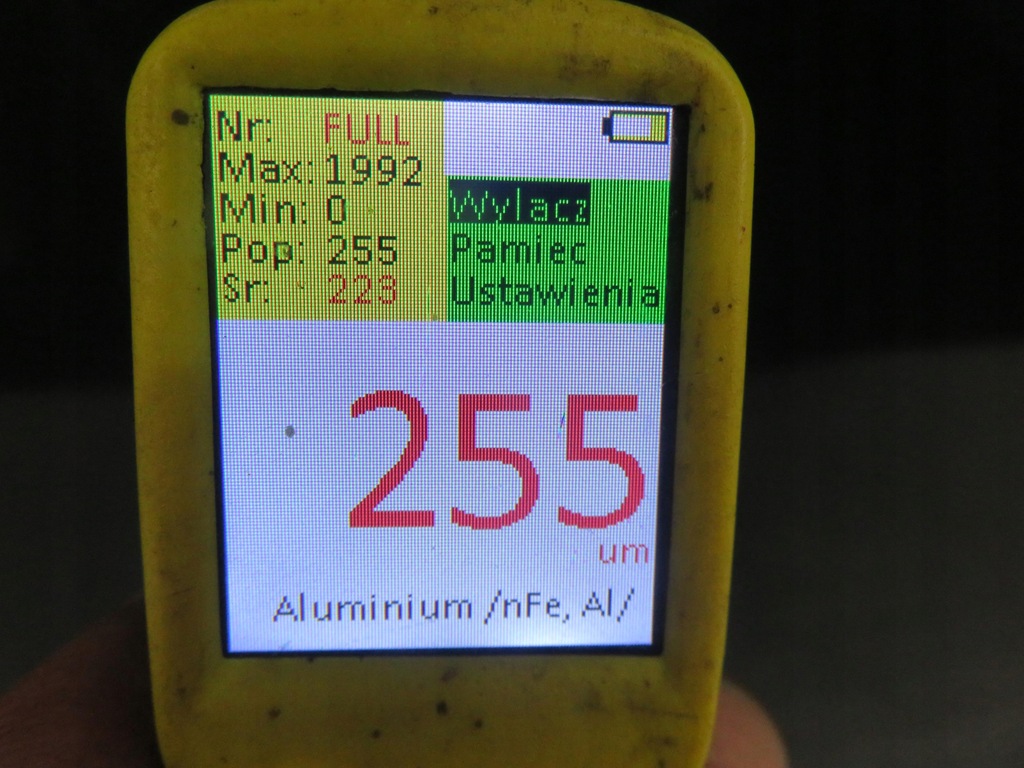 Nr: FULL
Max: 1992
Min: 0
Pop: 255
Sr: 223
Wylacz
Pamiec
Ustawienia
255
um
Aluminium /nFe, Al/